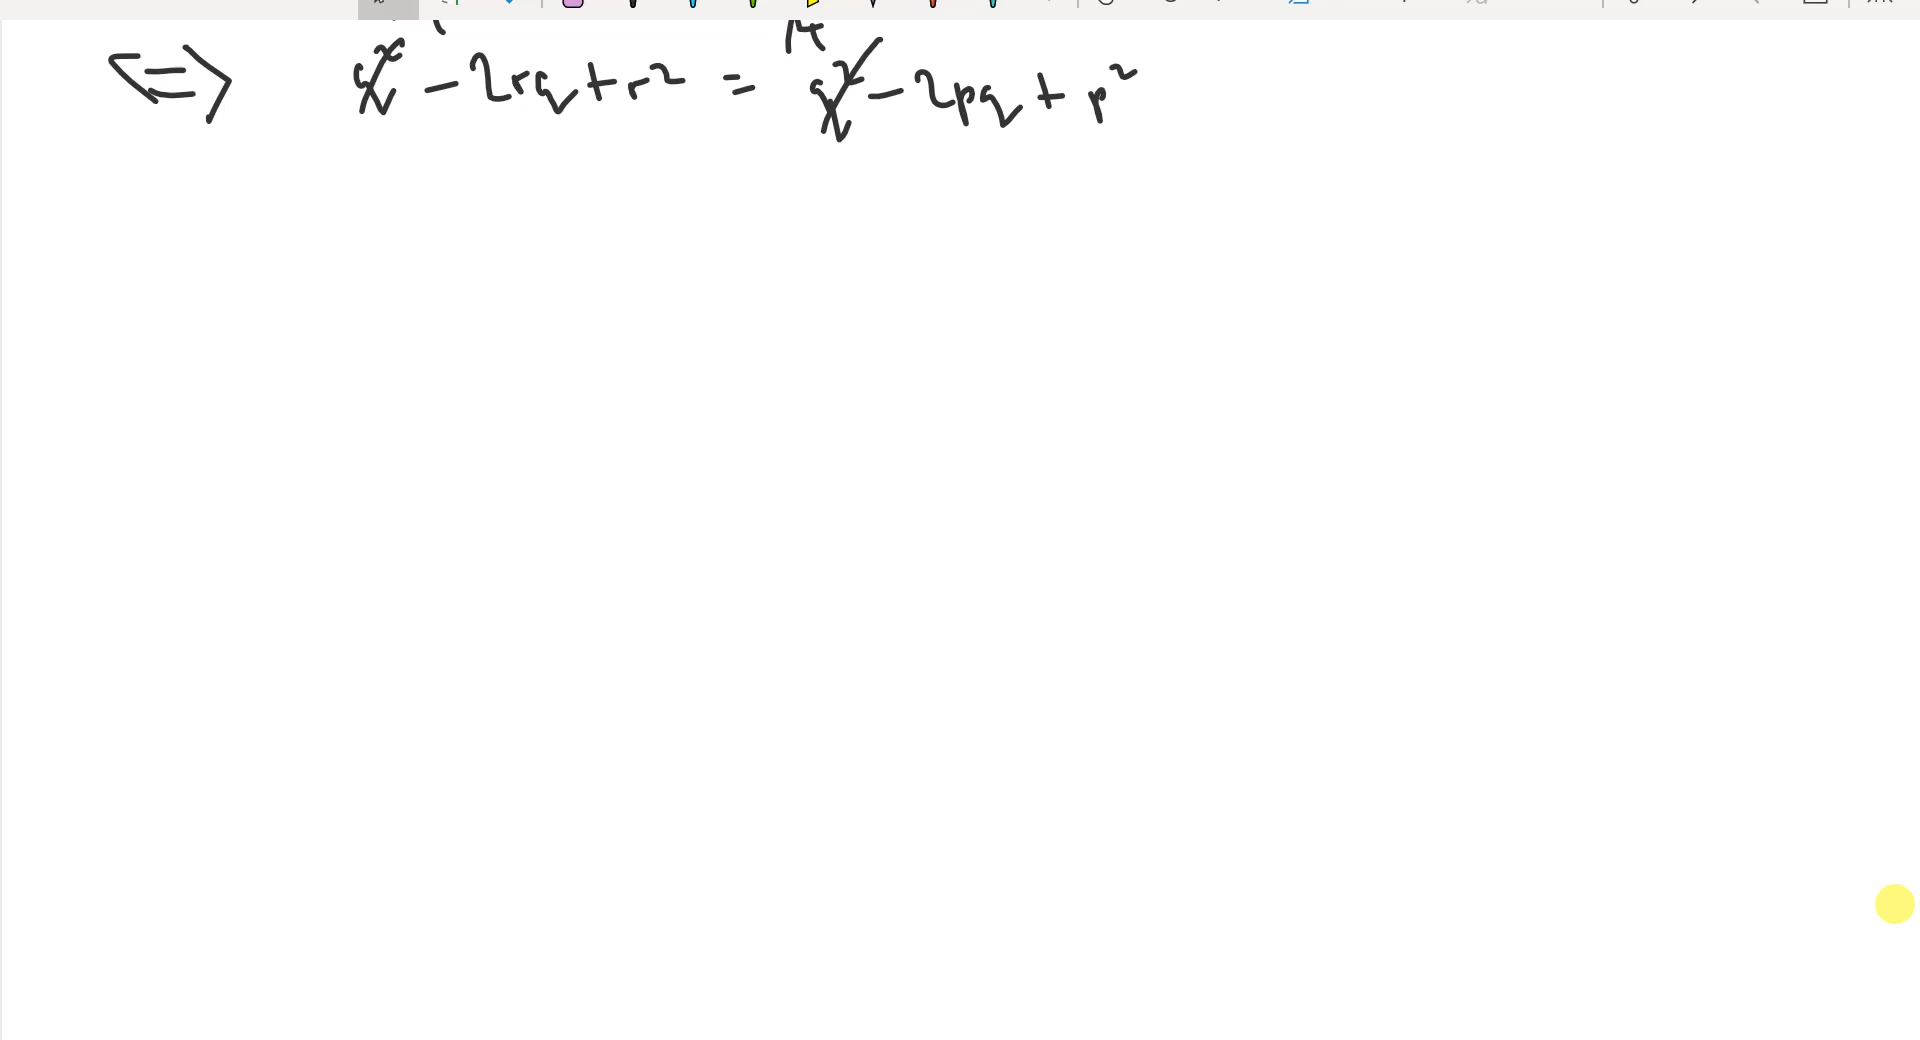 <=> q² - 2rq + r² = q² - 2pq + p²